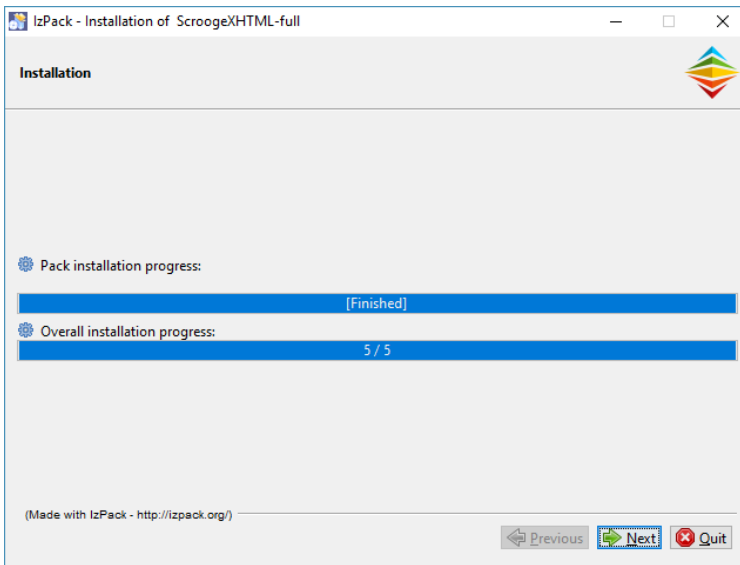 IzPack - Installation of ScroogeXHTML-full
Installation
Pack installation progress:
[Finished]
Overall installation progress:
5 / 5
(Made with IzPack - http://izpack.org/)
Previous Next Quit